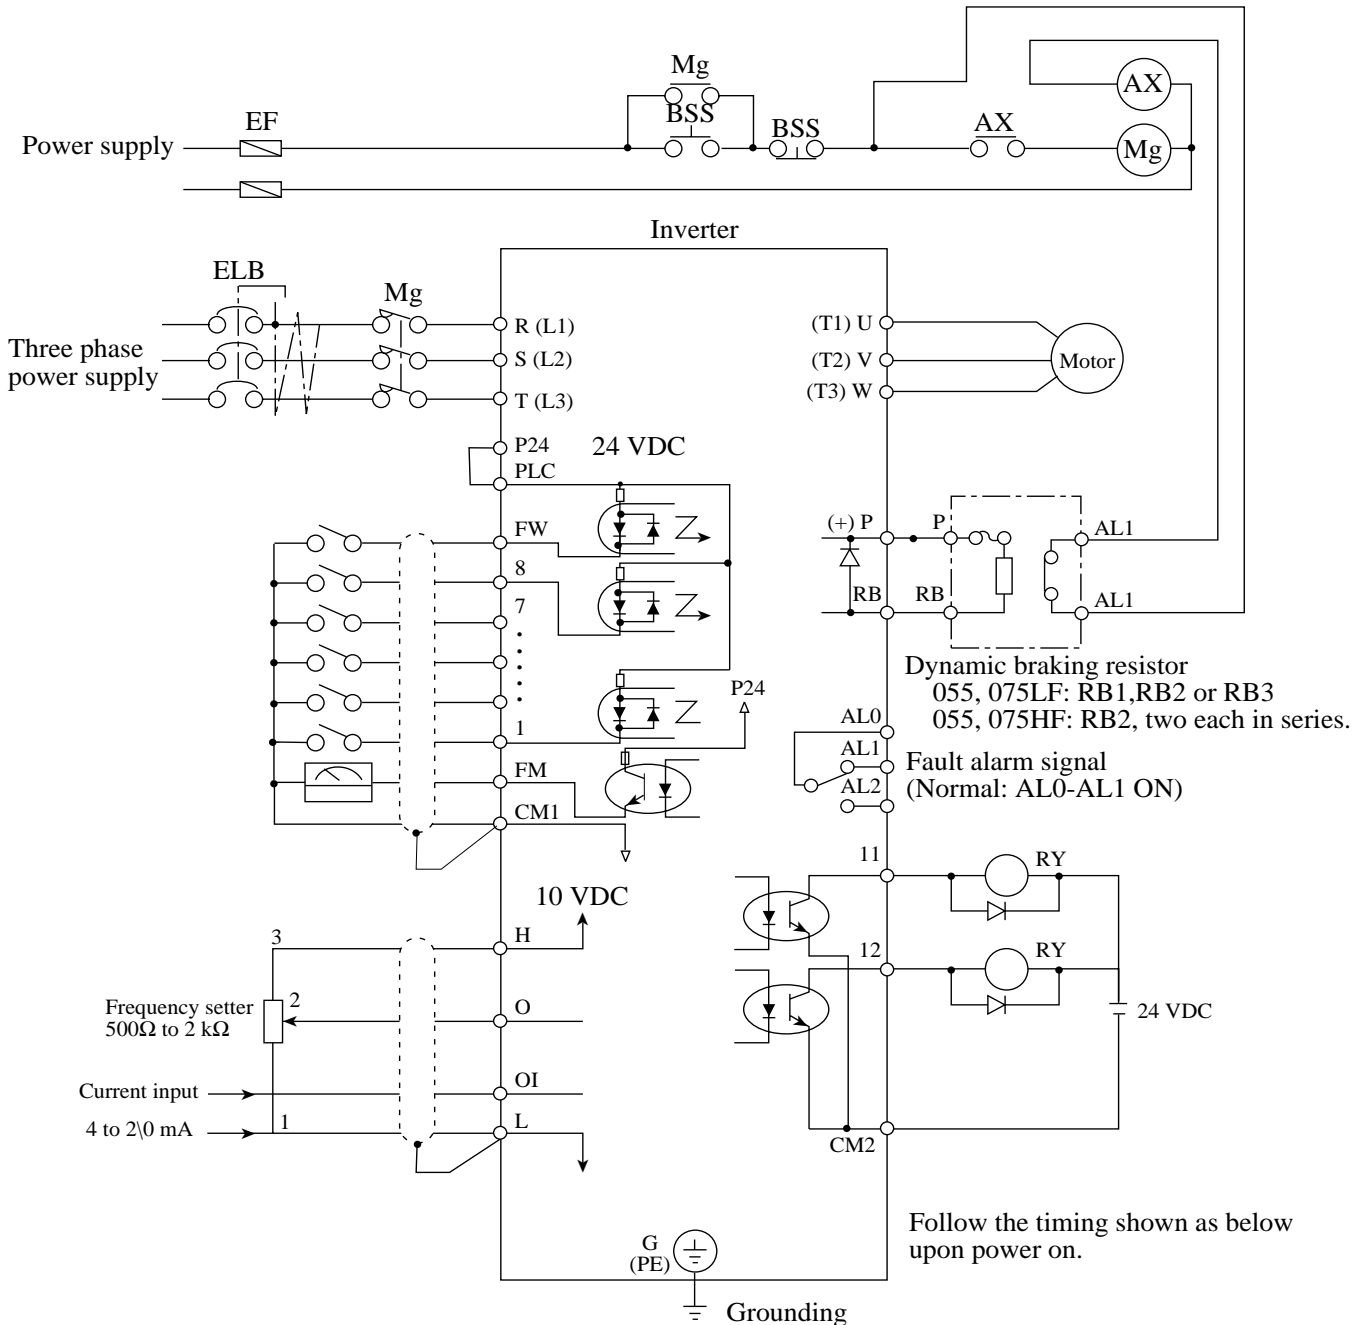 Mg
AX
EF
BSS
BSS
AX
Mg
Power supply
Inverter
ELB
Mg
R (L1)
(T1) U
Three phase
power supply
S (L2)
(T2) V
Motor
T (L3)
(T3) W
P24
24 VDC
PLC
FW
(+) P
P
AL1
8
RB
RB
AL1
7
Dynamic braking resistor
055, 075LF: RB1,RB2 or RB3
055, 075HF: RB2, two each in series.
P24
AL0
1
AL1
Fault alarm signal
(Normal: AL0-AL1 ON)
FM
AL2
CM1
11
RY
10 VDC
3
H
12
RY
Frequency setter
500Ω to 2 kΩ
2
O
24 VDC
Current input
OI
4 to 2\0 mA
1
L
CM2
Follow the timing shown as below
upon power on.
G
(PE)
Grounding